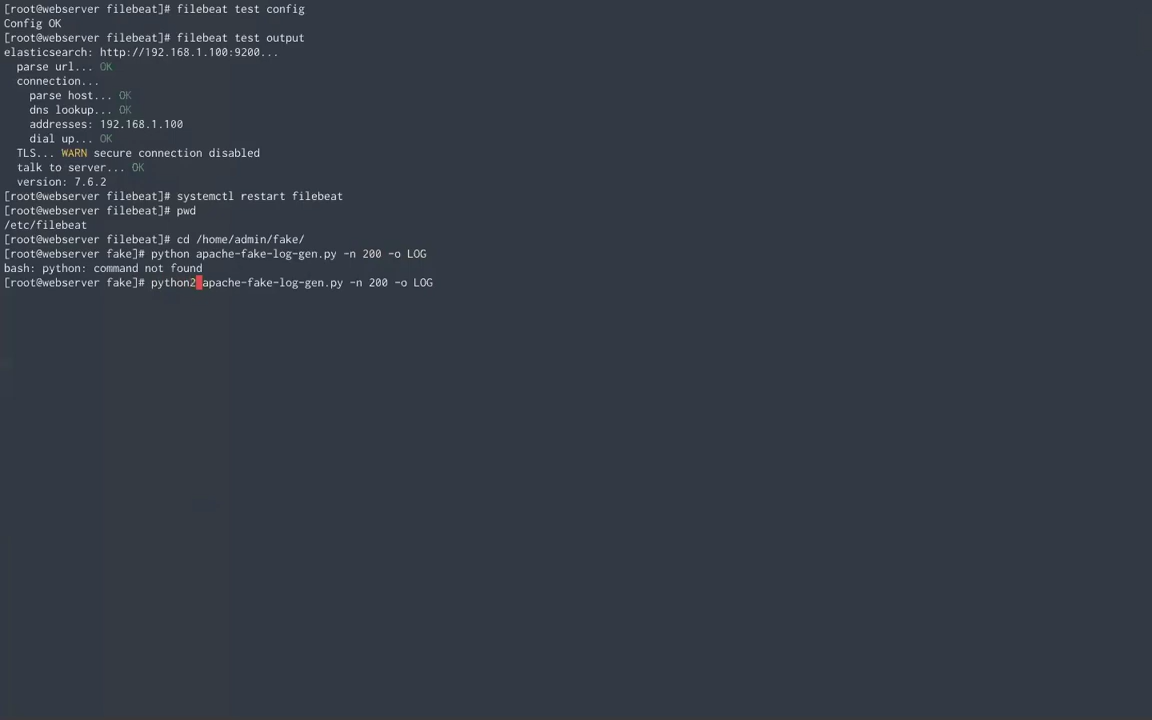 [root@webserver filebeat]# filebeat test config
Config OK
[root@webserver filebeat]# filebeat test output
elasticsearch: http://192.168.1.100:9200...
  parse url... OK
  connection...
    parse host... OK
    dns lookup... OK
    addresses: 192.168.1.100
    dial up... OK
  TLS... WARN secure connection disabled
  talk to server... OK
  version: 7.6.2
[root@webserver filebeat]# systemctl restart filebeat
[root@webserver filebeat]# pwd
/etc/filebeat
[root@webserver filebeat]# cd /home/admin/fake/
[root@webserver fake]# python apache-fake-log-gen.py -n 200 -o LOG
bash: python: command not found
[root@webserver fake]# python2 apache-fake-log-gen.py -n 200 -o LOG